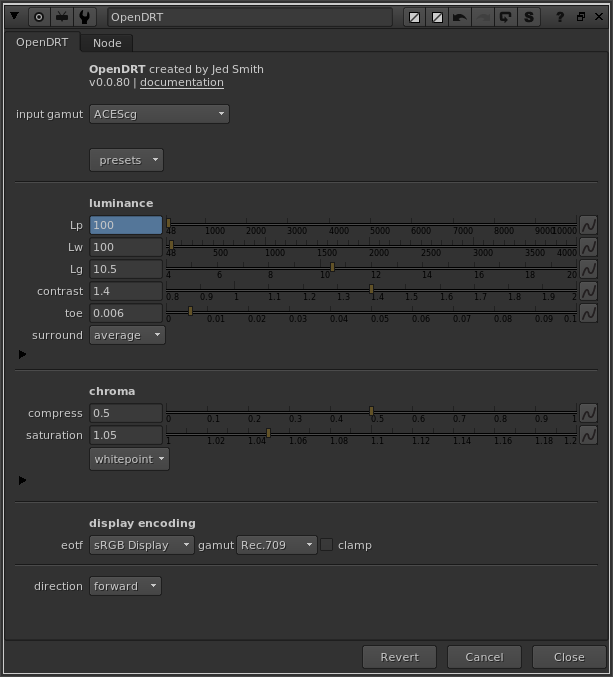 OpenDRT
S ? ×
OpenDRT Node
OpenDRT created by Jed Smith
v0.0.80 | documentation
input gamut ACEScg
presets
luminance
Lp 100
48 1000 2000 3000 4000 5000 6000 7000 8000 9000 10000
Lw 100
48 500 1000 1500 2000 2500 3000 3500 4000
Lg 10.5
4 6 8 10 12 14 16 18 20
contrast 1.4
0.8 0.9 1 1.1 1.2 1.3 1.4 1.5 1.6 1.7 1.8 1.9 2
toe 0.006
0 0.01 0.02 0.03 0.04 0.05 0.06 0.07 0.08 0.09 0.1
surround average
chroma
compress 0.5
0 0.1 0.2 0.3 0.4 0.5 0.6 0.7 0.8 0.9 1
saturation 1.05
1 1.02 1.04 1.06 1.08 1.1 1.12 1.14 1.16 1.18 1.2
whitepoint
display encoding
eotf sRGB Display gamut Rec.709 clamp
direction forward
Revert Cancel Close